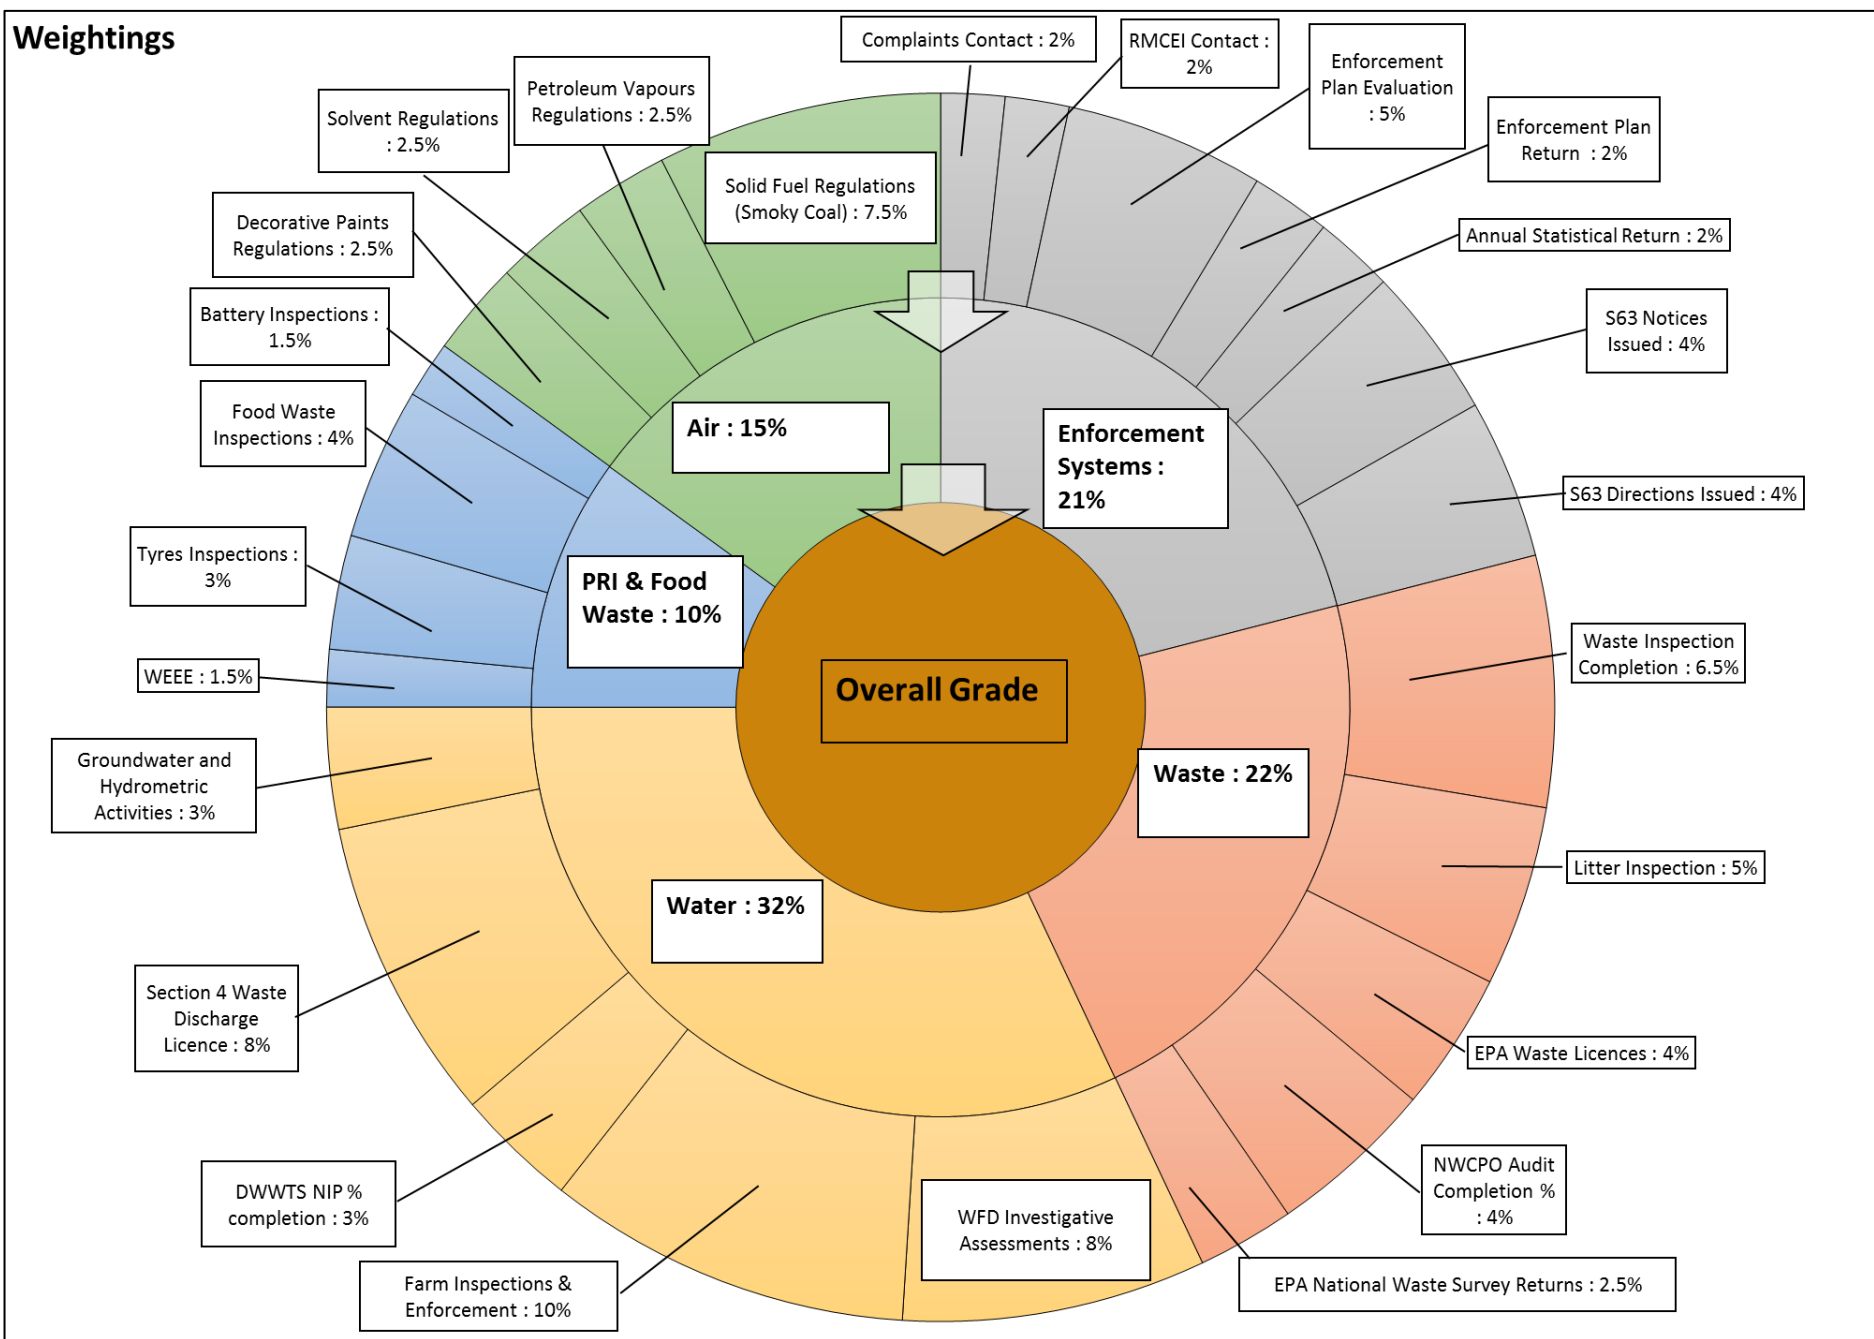 Weightings
Complaints Contact : 2%
RMCEI Contact :
2%
Enforcement
Plan Evaluation
: 5%
Enforcement Plan
Return : 2%
Annual Statistical Return : 2%
S63 Notices
Issued : 4%
S63 Directions Issued : 4%
Waste Inspection
Completion : 6.5%
Litter Inspection : 5%
EPA Waste Licences : 4%
NWCPO Audit
Completion %
: 4%
EPA National Waste Survey Returns : 2.5%
WFD Investigative
Assessments : 8%
Farm Inspections &
Enforcement : 10%
DWWTS NIP %
completion : 3%
Section 4 Waste
Discharge
Licence : 8%
Groundwater and
Hydrometric
Activities : 3%
WEEE : 1.5%
Tyres Inspections :
3%
Food Waste
Inspections : 4%
Battery Inspections :
1.5%
Decorative Paints
Regulations : 2.5%
Solvent Regulations
: 2.5%
Petroleum Vapours
Regulations : 2.5%
Solid Fuel Regulations
(Smoky Coal) : 7.5%
Air : 15%
Enforcement
Systems :
21%
PRI & Food
Waste : 10%
Overall Grade
Waste : 22%
Water : 32%